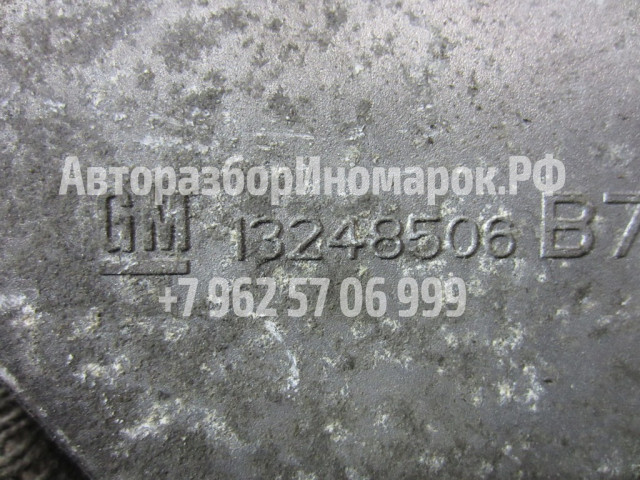 АвторазборИномарок.РФ
GM 13248506 B7
+7 962 57 06 999